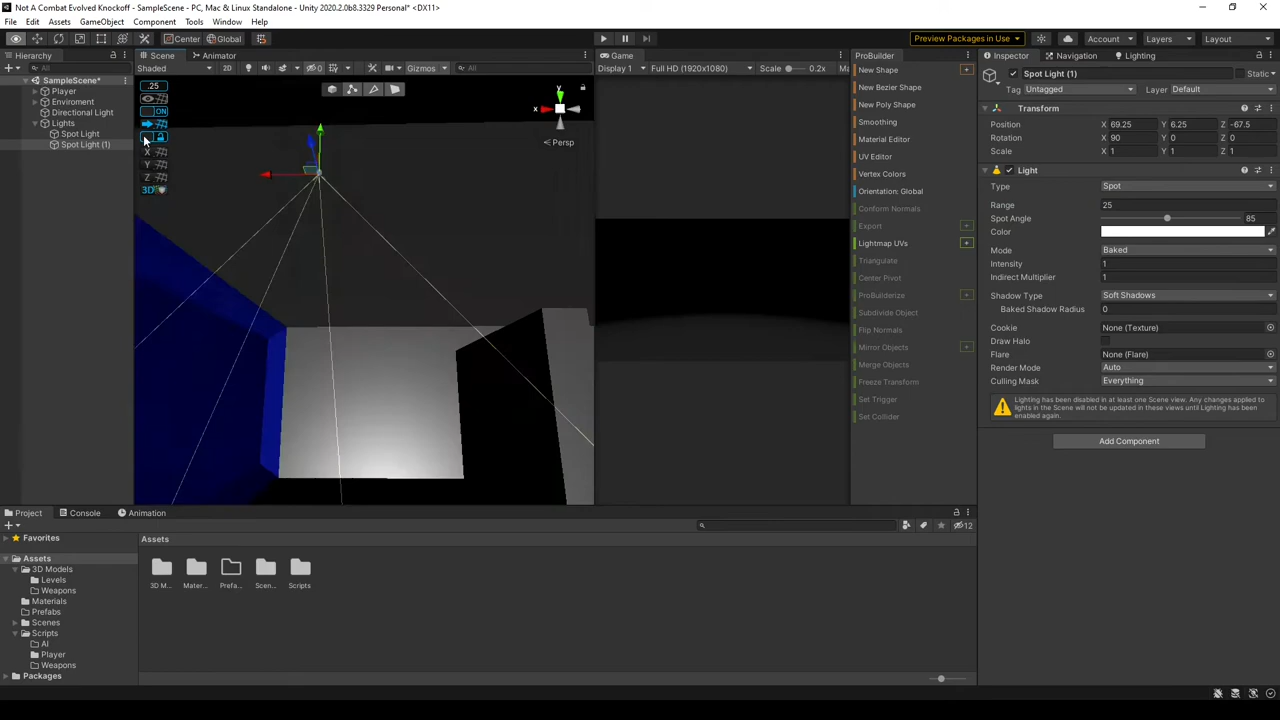 Not A Combat Evolved Knockoff - SampleScene - PC, Mac & Linux Standalone - Unity 2020.2.0b8.3329 Personal* <DX11>
File Edit Assets GameObject Component Tools Window Help
Center Global Preview Packages in Use Account Layers Layout
Hierarchy
All
SampleScene*
Player
Enviroment
Directional Light
Lights
Spot Light
Spot Light (1)
Scene Animator
Shaded 2D 0 Gizmos All
.25
ON
X
Y
Z
3D
y
x
Persp
Game
Display 1 Full HD (1920x1080) Scale 0.2x Ma
ProBuilder
New Shape
New Bezier Shape
New Poly Shape
Smoothing
Material Editor
UV Editor
Vertex Colors
Orientation: Global
Conform Normals
Export
Lightmap UVs
Triangulate
Center Pivot
ProBuilderize
Subdivide Object
Flip Normals
Mirror Objects
Merge Objects
Freeze Transform
Set Trigger
Set Collider
Inspector Navigation Lighting
Spot Light (1) Static
Tag Untagged Layer Default
Transform
Position X 69.25 Y 6.25 Z -67.5
Rotation X 90 Y 0 Z 0
Scale X 1 Y 1 Z 1
Light
Type Spot
Range 25
Spot Angle 85
Color
Mode Baked
Intensity 1
Indirect Multiplier 1
Shadow Type Soft Shadows
Baked Shadow Radius 0
Cookie None (Texture)
Draw Halo
Flare None (Flare)
Render Mode Auto
Culling Mask Everything
Lighting has been disabled in at least one Scene view. Any changes applied to
lights in the Scene will not be updated in these views until Lighting has been
enabled again.
Add Component
Project Console Animation
12
Favorites
Assets
3D Models
Levels
Weapons
Materials
Prefabs
Scenes
Scripts
AI
Player
Weapons
Packages
Assets
3D M... Mater... Prefa... Scen... Scripts